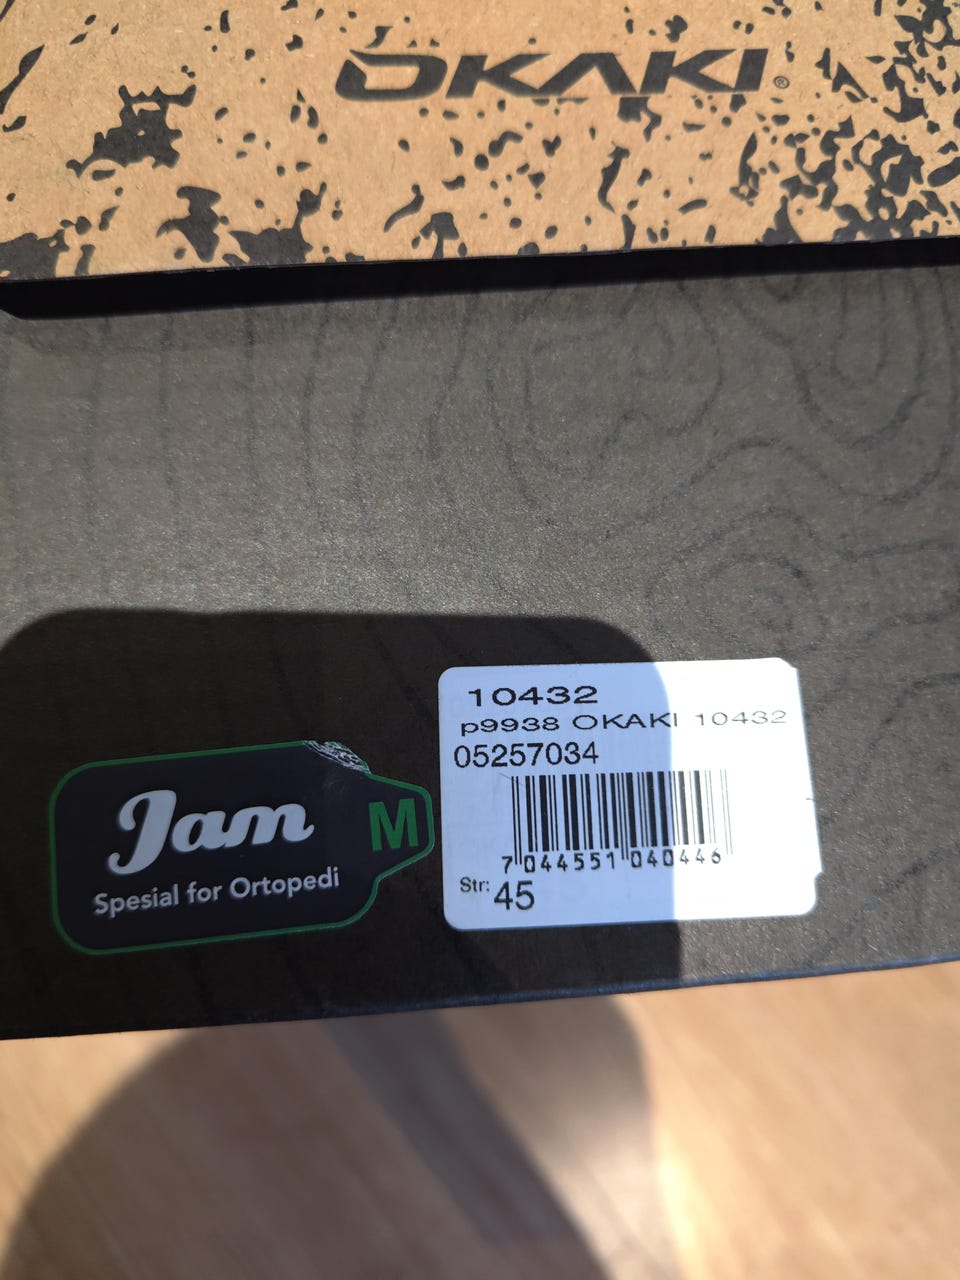 OKAKI®
10432
p9938 OKAKI 10432
05257034
7 044551 040446
Str: 45
Jam M
Spesial for Ortopedi